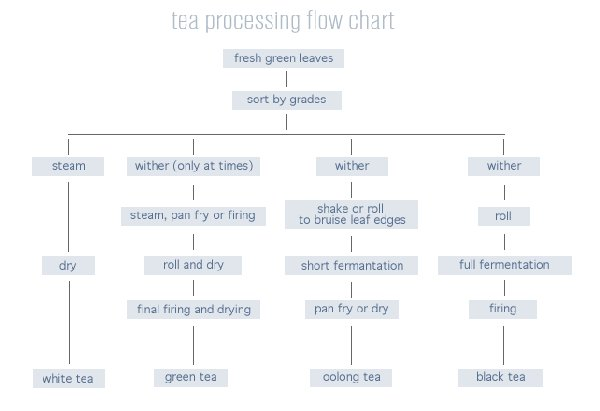 tea processing flow chart
fresh green leaves
sort by grades
steam
wither (only at times)
wither
wither
steam, pan fry or firing
shake or roll
to bruise leaf edges
roll
dry
roll and dry
short fermantation
full fermentation
final firing and drying
pan fry or dry
firing
white tea
green tea
oolong tea
black tea